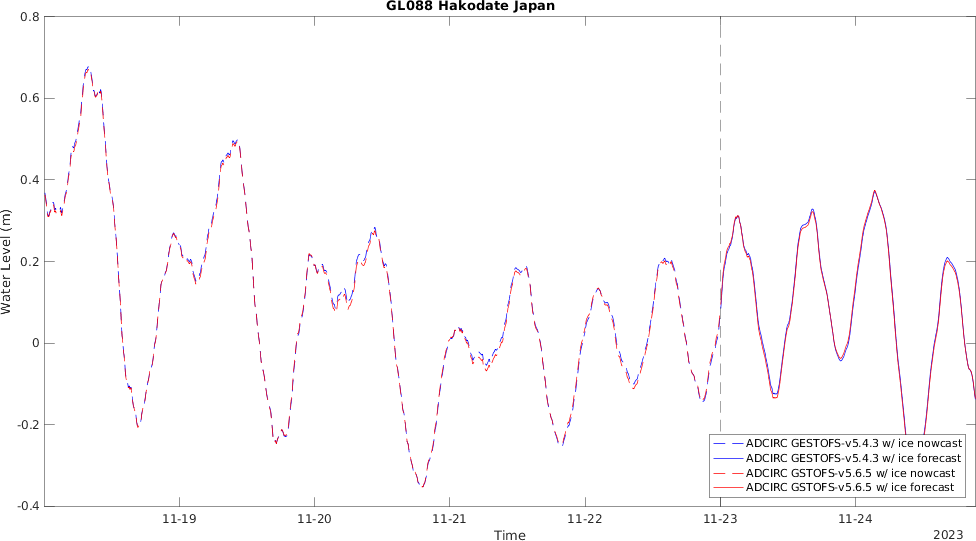 GL088 Hakodate Japan
0.8
0.6
0.4
0.2
0
-0.2
-0.4
Water Level (m)
11-19
11-20
11-21
11-22
11-23
11-24
Time
2023
ADCIRC GESTOFS-v5.4.3 w/ ice nowcast
ADCIRC GESTOFS-v5.4.3 w/ ice forecast
ADCIRC GSTOFS-v5.6.5 w/ ice nowcast
ADCIRC GSTOFS-v5.6.5 w/ ice forecast